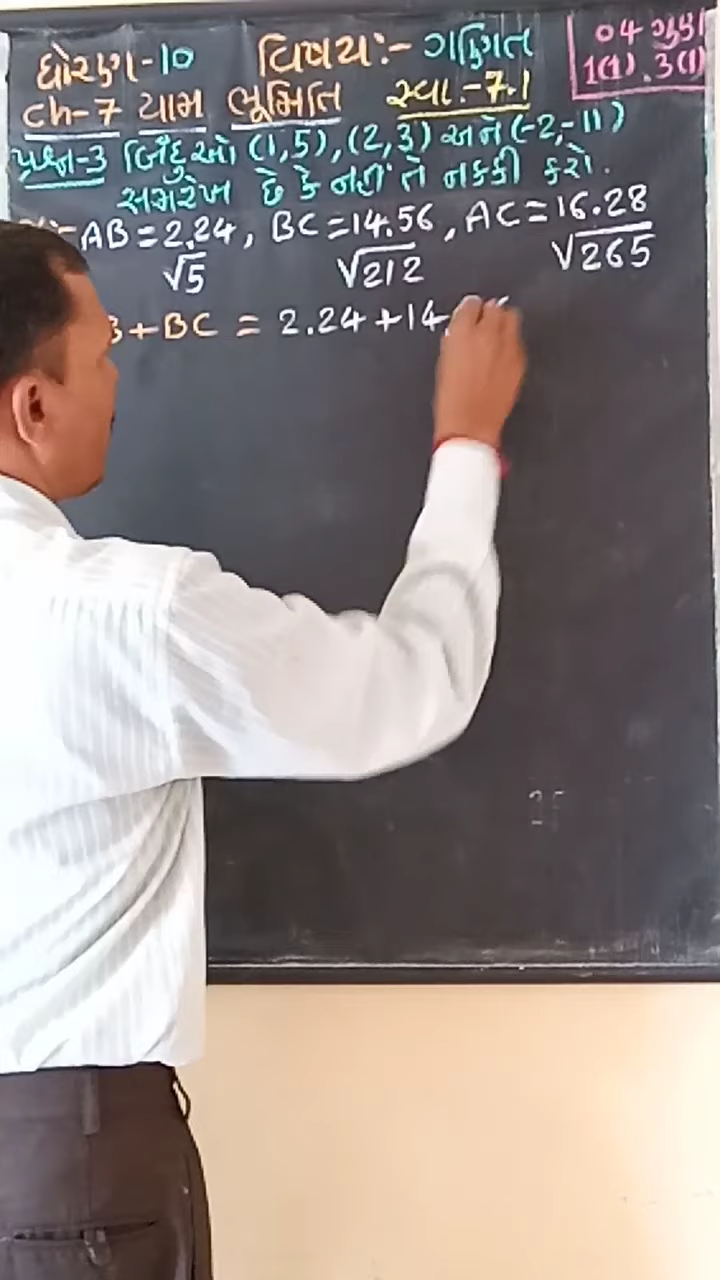 ધોરણ-10 વિષય:- ગણિત
04 ગુણ
1(1).3(1)
Ch-7 યામ ભૂમિતિ સ્વા.-7.1
પ્રશ્ન-3 બિંદુઓ (1,5),(2,3) અને (-2,-11)
સમરેખ છે કે નહીં તે નક્કી કરો.
AB = 2.24, BC = 14.56, AC = 16.28
√5 √212 √265
B + BC = 2.24 + 14.